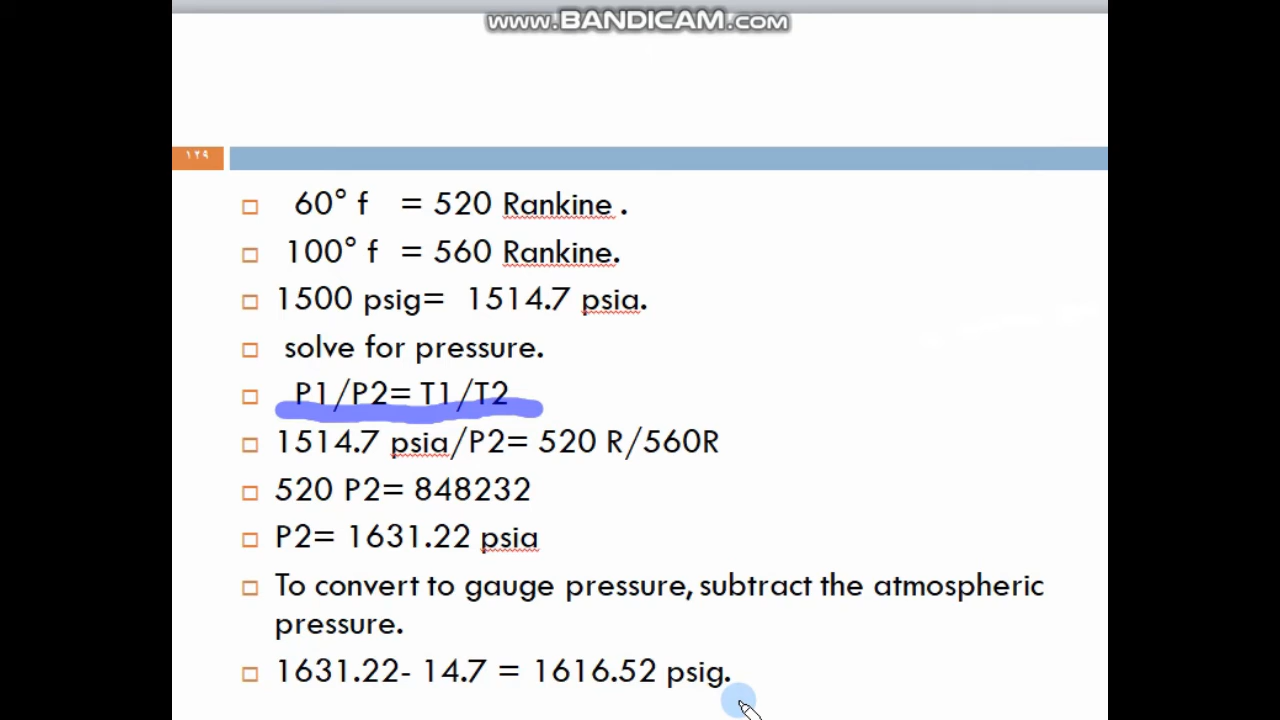 www.BANDICAM.com
١٢٩
60° f = 520 Rankine .
100° f = 560 Rankine.
1500 psig= 1514.7 psia.
solve for pressure.
P1/P2= T1/T2
1514.7 psia/P2= 520 R/560R
520 P2= 848232
P2= 1631.22 psia
To convert to gauge pressure, subtract the atmospheric
pressure.
1631.22- 14.7 = 1616.52 psig.